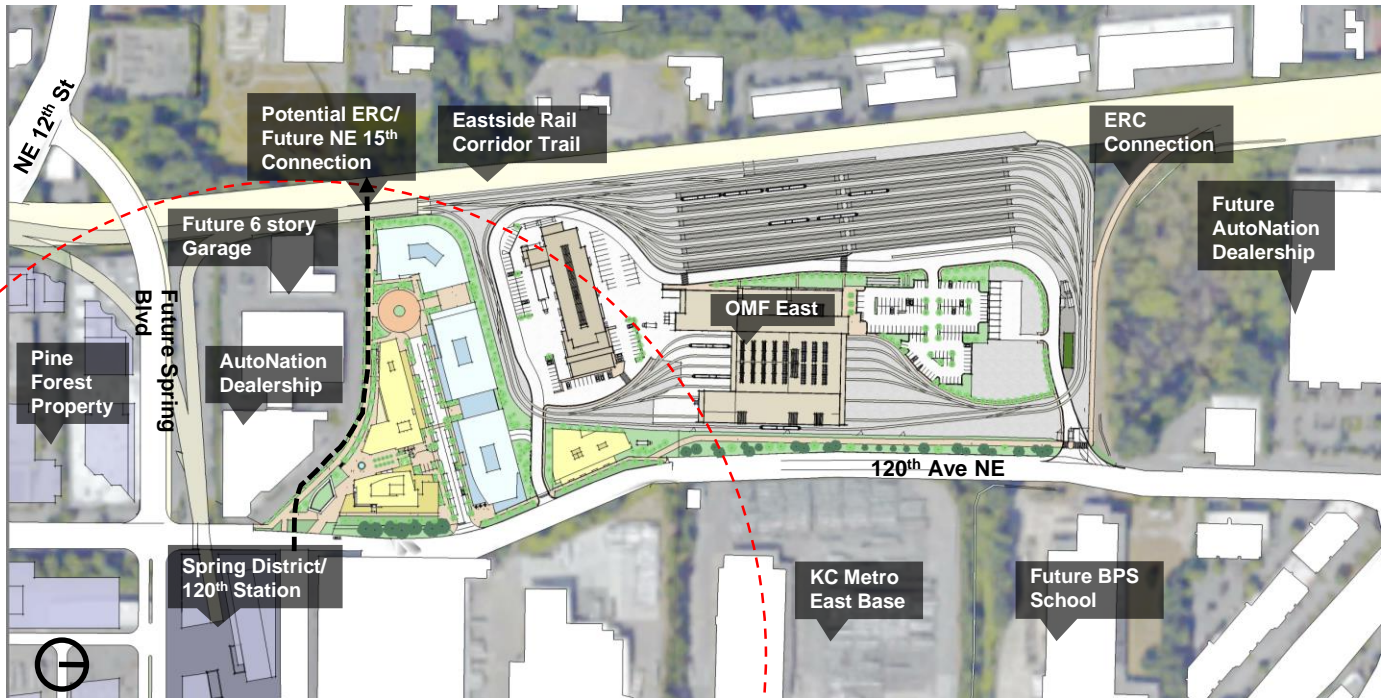 NE 12th St
Potential ERC/
Future NE 15th
Connection
Eastside Rail
Corridor Trail
ERC
Connection
Future 6 story
Garage
Future
AutoNation
Dealership
OMF East
Future Spring
Blvd
Pine
Forest
Property
AutoNation
Dealership
120th Ave NE
Spring District/
120th Station
KC Metro
East Base
Future BPS
School